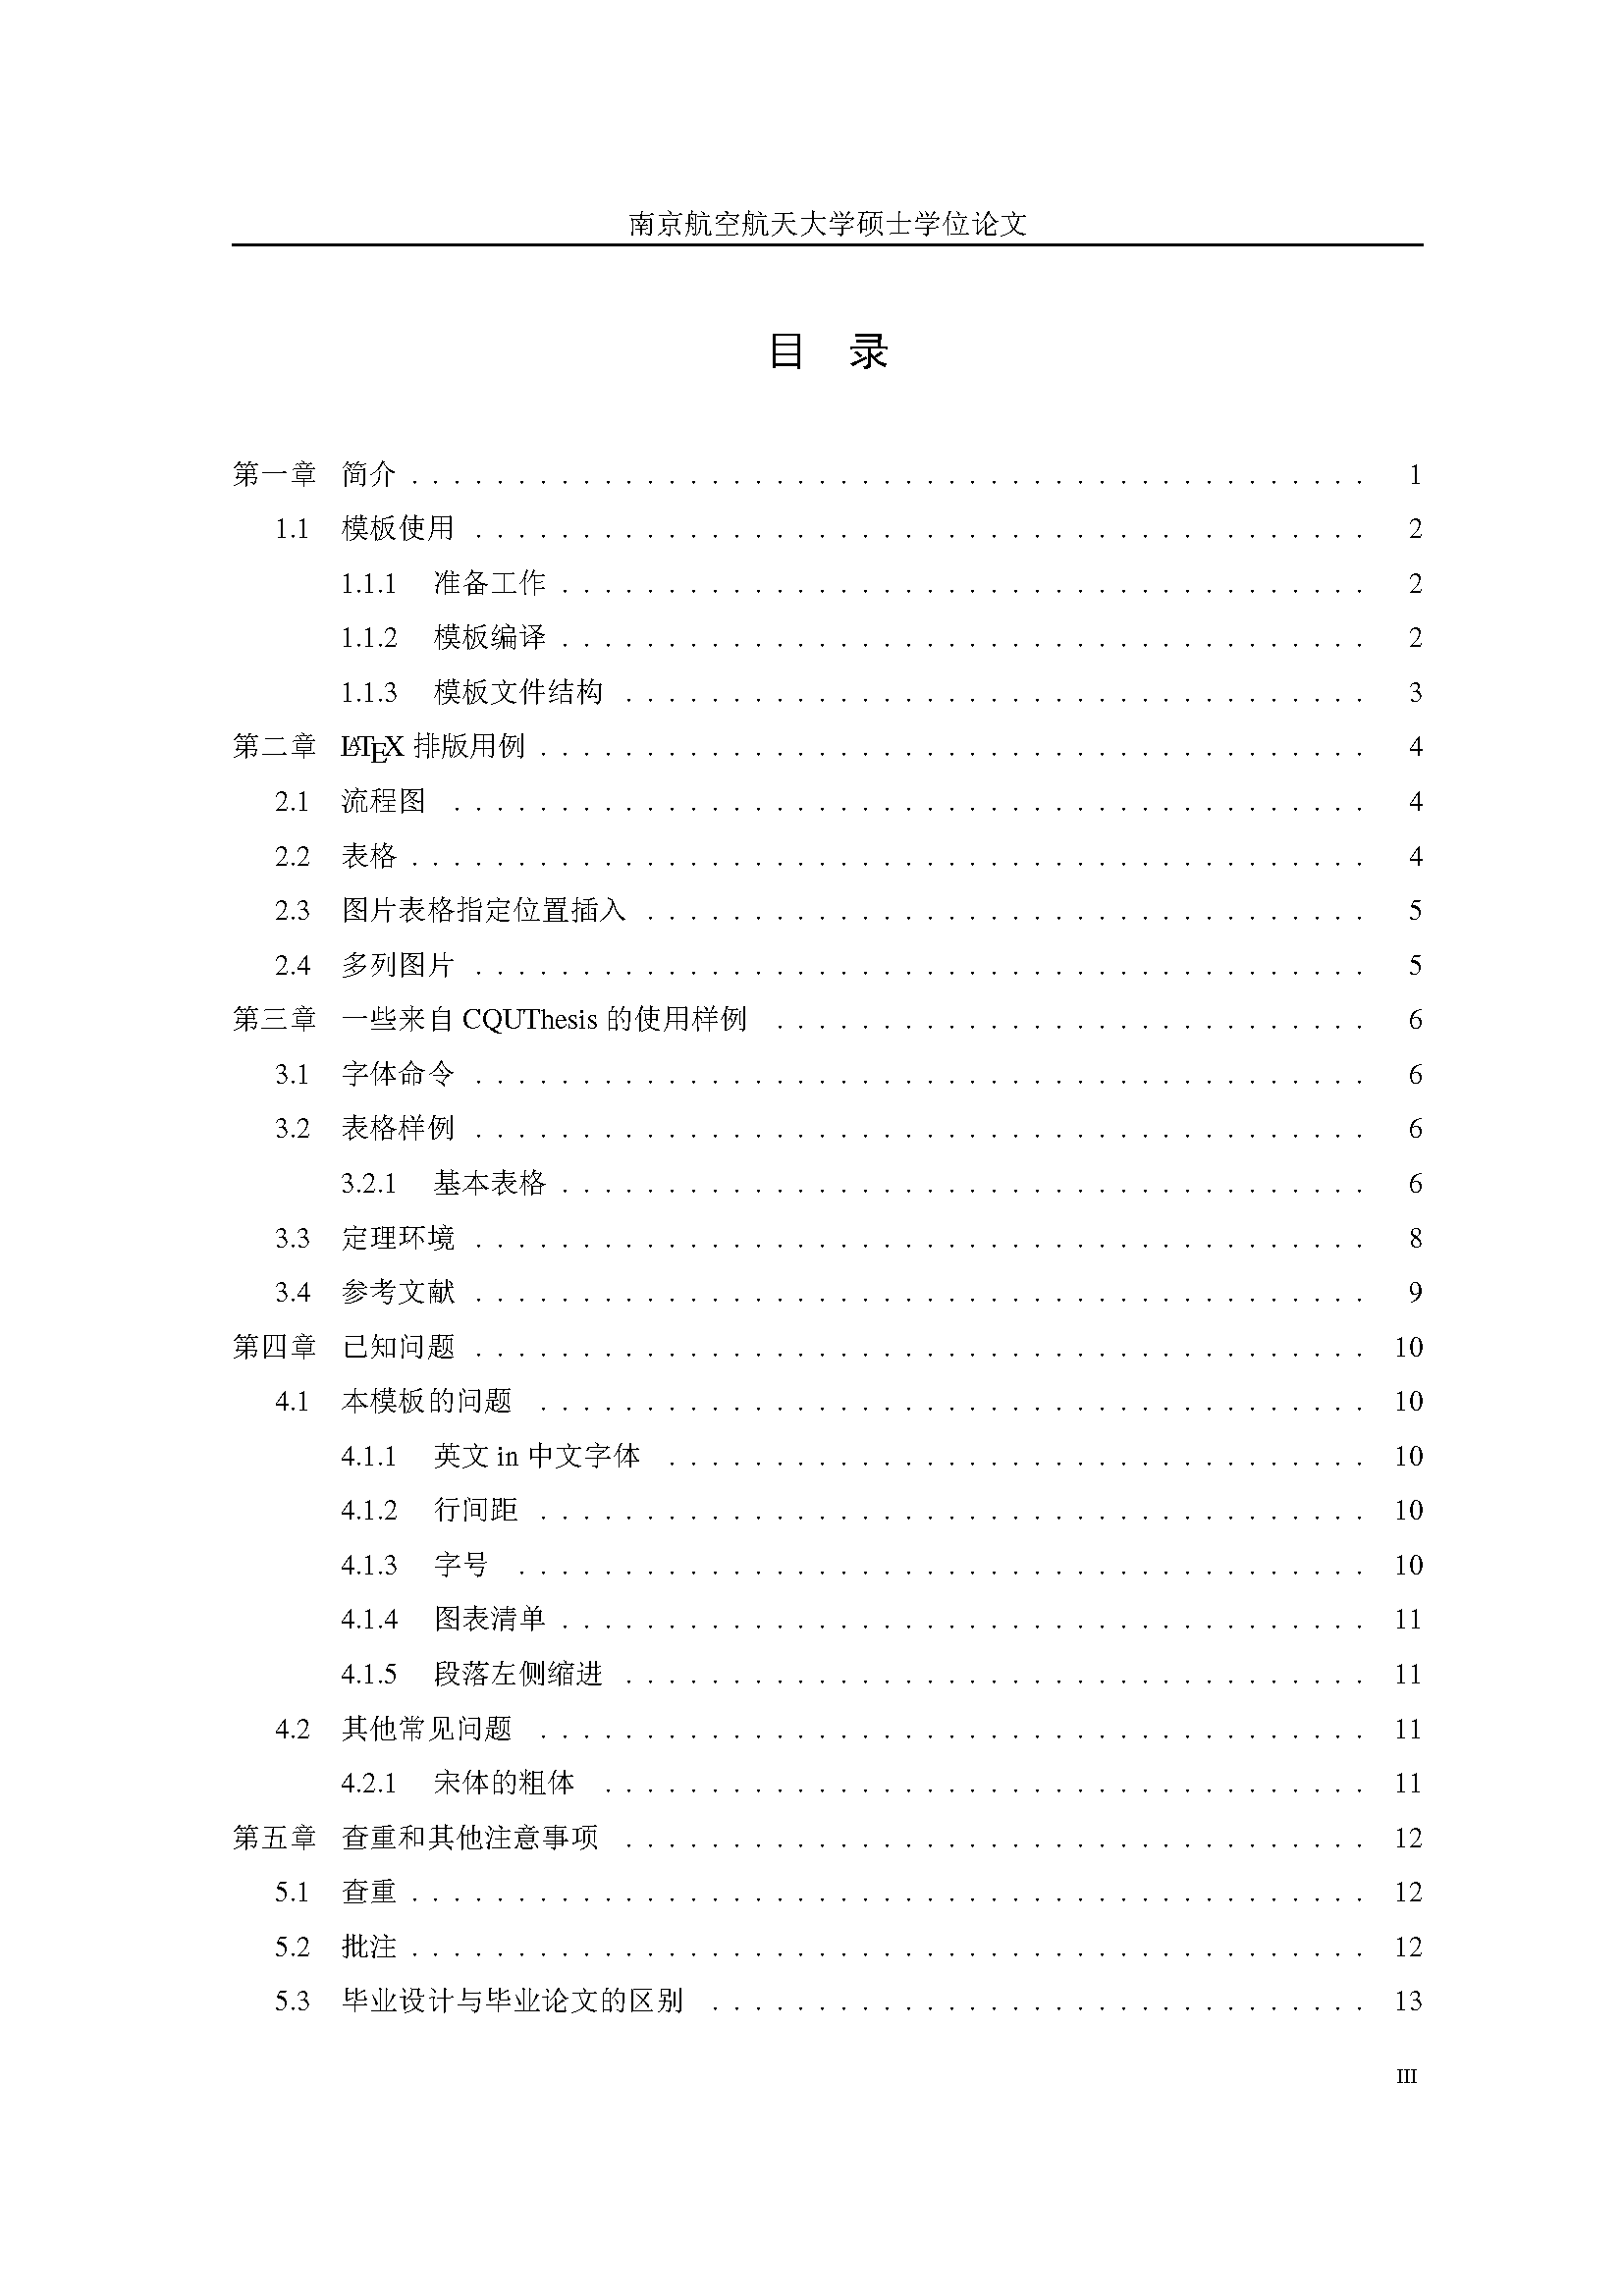 南京航空航天大学硕士学位论文
目 录
第一章 简介 . . . . . . . . . . . . . . . . . . . . . . . . . . . . . . . . . . . . . . . . . . . . . 1
1.1 模板使用 . . . . . . . . . . . . . . . . . . . . . . . . . . . . . . . . . . . . . . . . . . 2
1.1.1 准备工作 . . . . . . . . . . . . . . . . . . . . . . . . . . . . . . . . . . . . . . 2
1.1.2 模板编译 . . . . . . . . . . . . . . . . . . . . . . . . . . . . . . . . . . . . . . 2
1.1.3 模板文件结构 . . . . . . . . . . . . . . . . . . . . . . . . . . . . . . . . . . . 3
第二章 LATEX 排版用例 . . . . . . . . . . . . . . . . . . . . . . . . . . . . . . . . . . . . . . . 4
2.1 流程图 . . . . . . . . . . . . . . . . . . . . . . . . . . . . . . . . . . . . . . . . . . . 4
2.2 表格 . . . . . . . . . . . . . . . . . . . . . . . . . . . . . . . . . . . . . . . . . . . . . 4
2.3 图片表格指定位置插入 . . . . . . . . . . . . . . . . . . . . . . . . . . . . . . . . . . 5
2.4 多列图片 . . . . . . . . . . . . . . . . . . . . . . . . . . . . . . . . . . . . . . . . . . 5
第三章 一些来自 CQUThesis 的使用样例 . . . . . . . . . . . . . . . . . . . . . . . . . . . . 6
3.1 字体命令 . . . . . . . . . . . . . . . . . . . . . . . . . . . . . . . . . . . . . . . . . . 6
3.2 表格样例 . . . . . . . . . . . . . . . . . . . . . . . . . . . . . . . . . . . . . . . . . . 6
3.2.1 基本表格 . . . . . . . . . . . . . . . . . . . . . . . . . . . . . . . . . . . . . . 6
3.3 定理环境 . . . . . . . . . . . . . . . . . . . . . . . . . . . . . . . . . . . . . . . . . . 8
3.4 参考文献 . . . . . . . . . . . . . . . . . . . . . . . . . . . . . . . . . . . . . . . . . . 9
第四章 已知问题 . . . . . . . . . . . . . . . . . . . . . . . . . . . . . . . . . . . . . . . . . . 10
4.1 本模板的问题 . . . . . . . . . . . . . . . . . . . . . . . . . . . . . . . . . . . . . . . 10
4.1.1 英文 in 中文字体 . . . . . . . . . . . . . . . . . . . . . . . . . . . . . . . . . 10
4.1.2 行间距 . . . . . . . . . . . . . . . . . . . . . . . . . . . . . . . . . . . . . . . 10
4.1.3 字号 . . . . . . . . . . . . . . . . . . . . . . . . . . . . . . . . . . . . . . . . 10
4.1.4 图表清单 . . . . . . . . . . . . . . . . . . . . . . . . . . . . . . . . . . . . . . 11
4.1.5 段落左侧缩进 . . . . . . . . . . . . . . . . . . . . . . . . . . . . . . . . . . . 11
4.2 其他常见问题 . . . . . . . . . . . . . . . . . . . . . . . . . . . . . . . . . . . . . . . 11
4.2.1 宋体的粗体 . . . . . . . . . . . . . . . . . . . . . . . . . . . . . . . . . . . . 11
第五章 查重和其他注意事项 . . . . . . . . . . . . . . . . . . . . . . . . . . . . . . . . . . . 12
5.1 查重 . . . . . . . . . . . . . . . . . . . . . . . . . . . . . . . . . . . . . . . . . . . . . 12
5.2 批注 . . . . . . . . . . . . . . . . . . . . . . . . . . . . . . . . . . . . . . . . . . . . . 12
5.3 毕业设计与毕业论文的区别 . . . . . . . . . . . . . . . . . . . . . . . . . . . . . . . 13
III